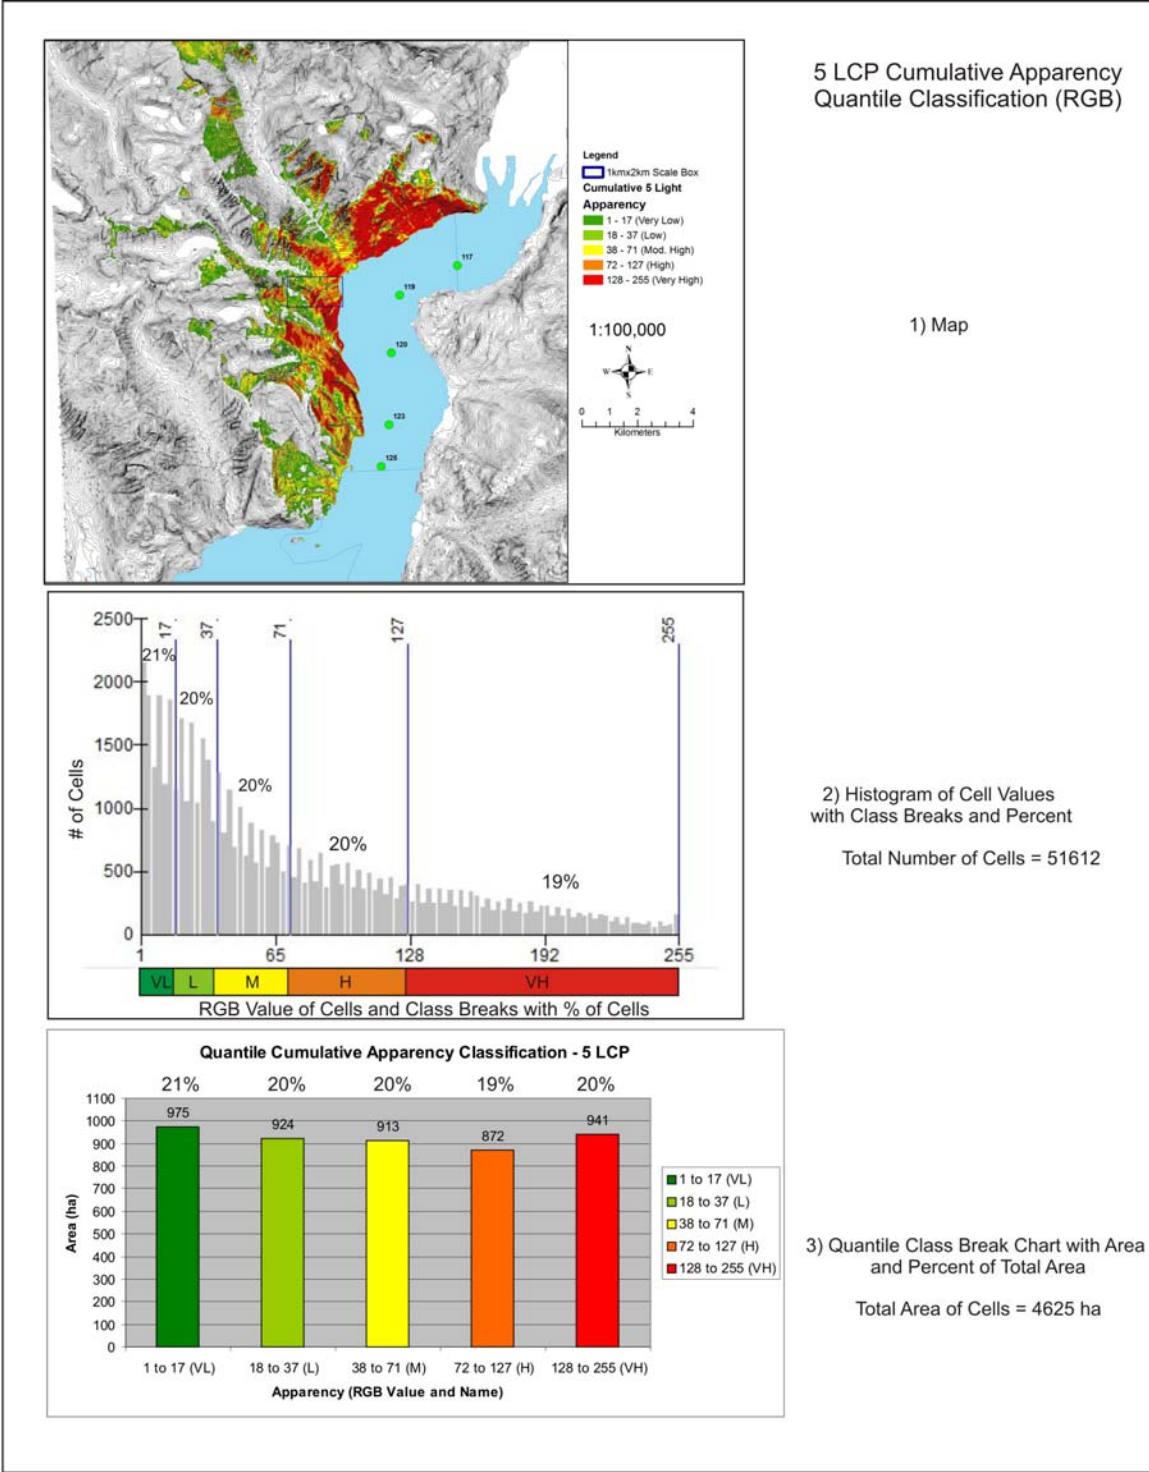 5 LCP Cumulative Apparency
Quantile Classification (RGB)
117
119
120
123
Legend
1kmx2km Scale Box
Cumulative 5 Light
Apparency
1 - 17 (Very Low)
18 - 37 (Low)
38 - 71 (Mod. High)
72 - 127 (High)
128 - 255 (Very High)
1:100,000
N
W E
S
0 1 2 4
Kilometers
1) Map
2500
2000
1500
1000
500
0
# of Cells
17
37
71
127
255
21%
20%
20%
20%
19%
1 65 128 192 255
VL L M H VH
RGB Value of Cells and Class Breaks with % of Cells
2) Histogram of Cell Values
with Class Breaks and Percent
Total Number of Cells = 51612
Quantile Cumulative Apparency Classification - 5 LCP
21% 20% 20% 19% 20%
1100
1000
900
800
700
600
500
400
300
200
100
0
Area (ha)
975 924 913 872 941
1 to 17 (VL) 18 to 37 (L) 38 to 71 (M) 72 to 127 (H) 128 to 255 (VH)
Apparency (RGB Value and Name)
1 to 17 (VL)
18 to 37 (L)
38 to 71 (M)
72 to 127 (H)
128 to 255 (VH)
3) Quantile Class Break Chart with Area
and Percent of Total Area
Total Area of Cells = 4625 ha